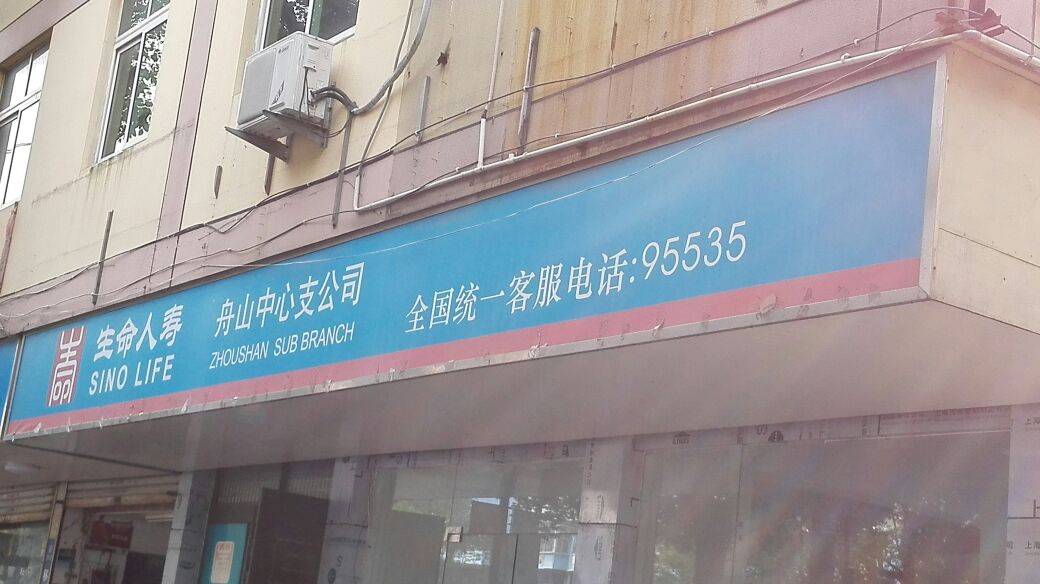 生命人寿
SINO LIFE
舟山中心支公司
ZHOUSHAN SUB BRANCH
全国统一客服电话:95535